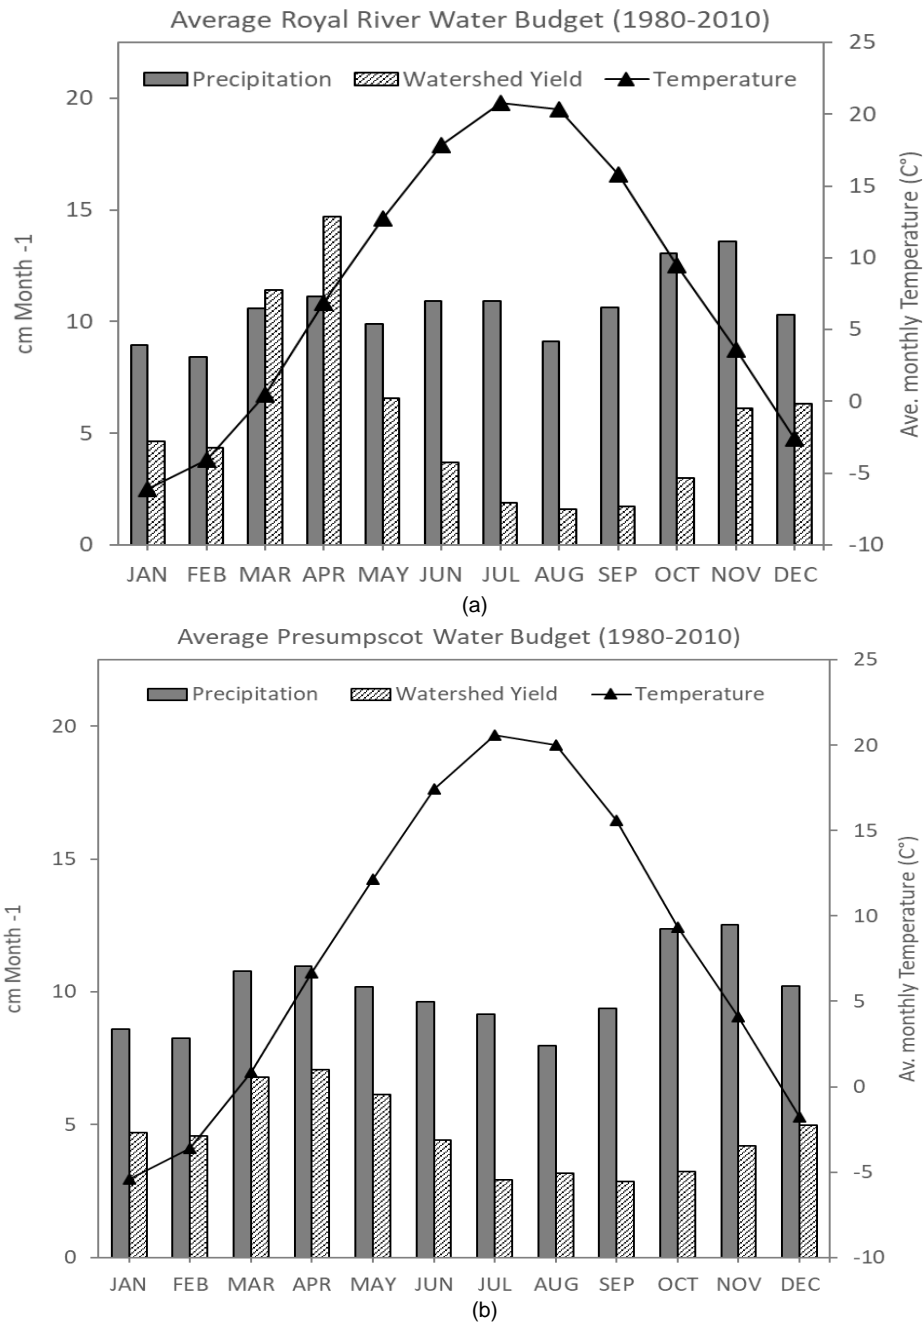 Average Royal River Water Budget (1980-2010)
25
Precipitation Watershed Yield Temperature
20
20
15
15
10
10
5
5
0
-5
0
-10
cm Month -1
Ave. monthly Temperature (C°)
JAN FEB MAR APR MAY JUN JUL AUG SEP OCT NOV DEC
(a)
Average Presumpscot Water Budget (1980-2010)
25
Precipitation Watershed Yield Temperature
20
20
15
15
10
10
5
5
0
-5
0
-10
cm Month -1
Av. monthly Temperature (C°)
JAN FEB MAR APR MAY JUN JUL AUG SEP OCT NOV DEC
(b)